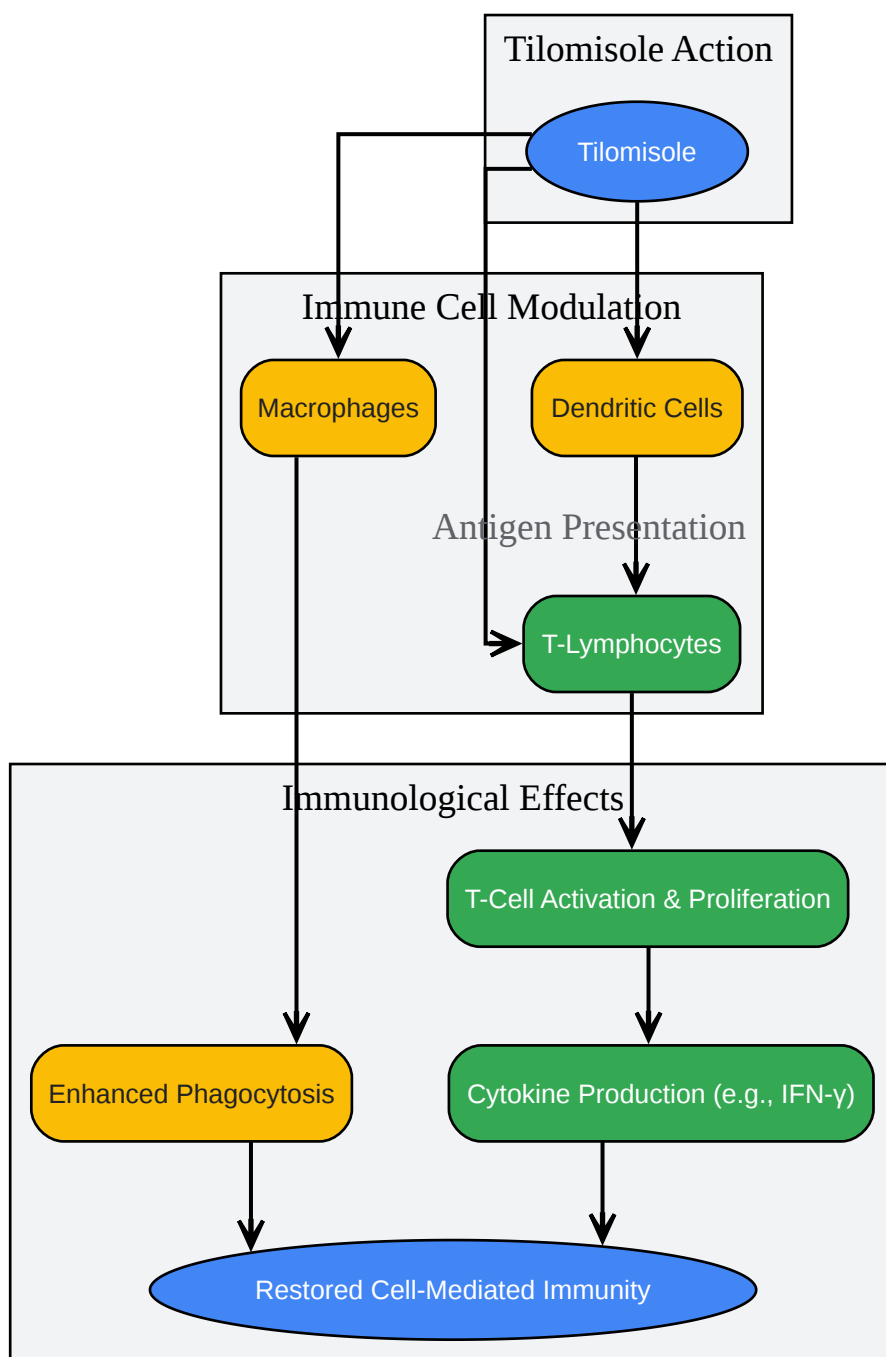 Tilomisole Action
Tilomisole
Immune Cell Modulation
Macrophages
Dendritic Cells
Antigen Presentation
T-Lymphocytes
Immunological Effects
T-Cell Activation & Proliferation
Enhanced Phagocytosis
Cytokine Production (e.g., IFN-γ)
Restored Cell-Mediated Immunity